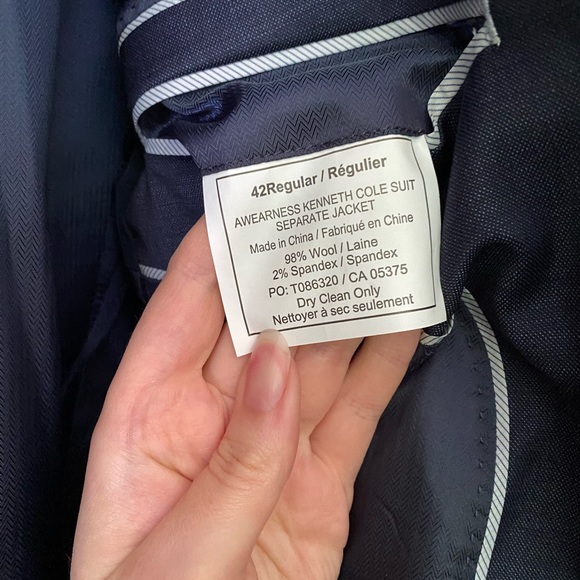 42Regular / Régulier
AWEARNESS KENNETH COLE SUIT
SEPARATE JACKET
Made in China / Fabriqué en Chine
98% Wool / Laine
2% Spandex / Spandex
PO: T086320 / CA 05375
Dry Clean Only
Nettoyer à sec seulement